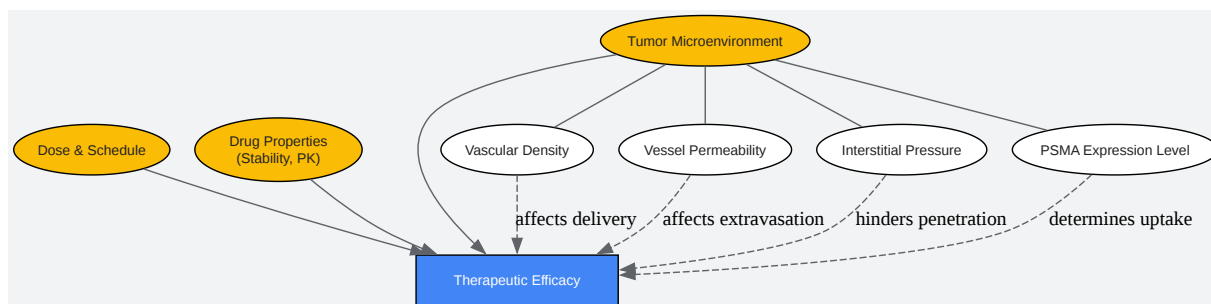 Tumor Microenvironment
Dose & Schedule
Drug Properties
(Stability, PK)
Vascular Density
Vessel Permeability
Interstitial Pressure
PSMA Expression Level
affects delivery
affects extravasation
hinders penetration
determines uptake
Therapeutic Efficacy